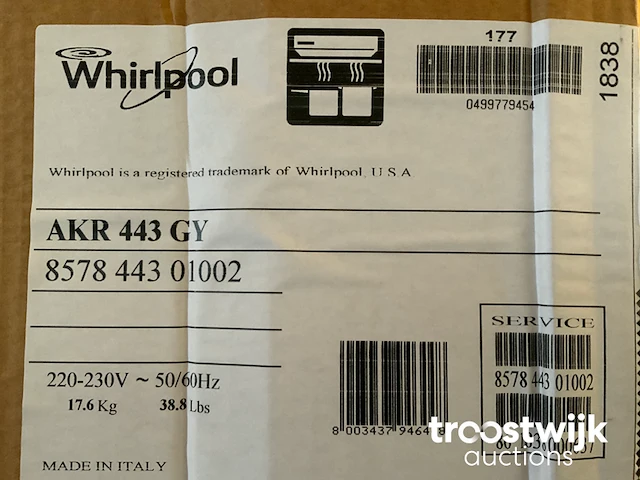 Whirlpool
177
0499779454
1838
Whirlpool is a registered trademark of Whirlpool, U S A
AKR 443 GY
8578 443 01002
220-230V ~ 50/60Hz
17.6 Kg 38.8 Lbs
MADE IN ITALY
SERVICE
8578 443 01002
troostwijk
auctions